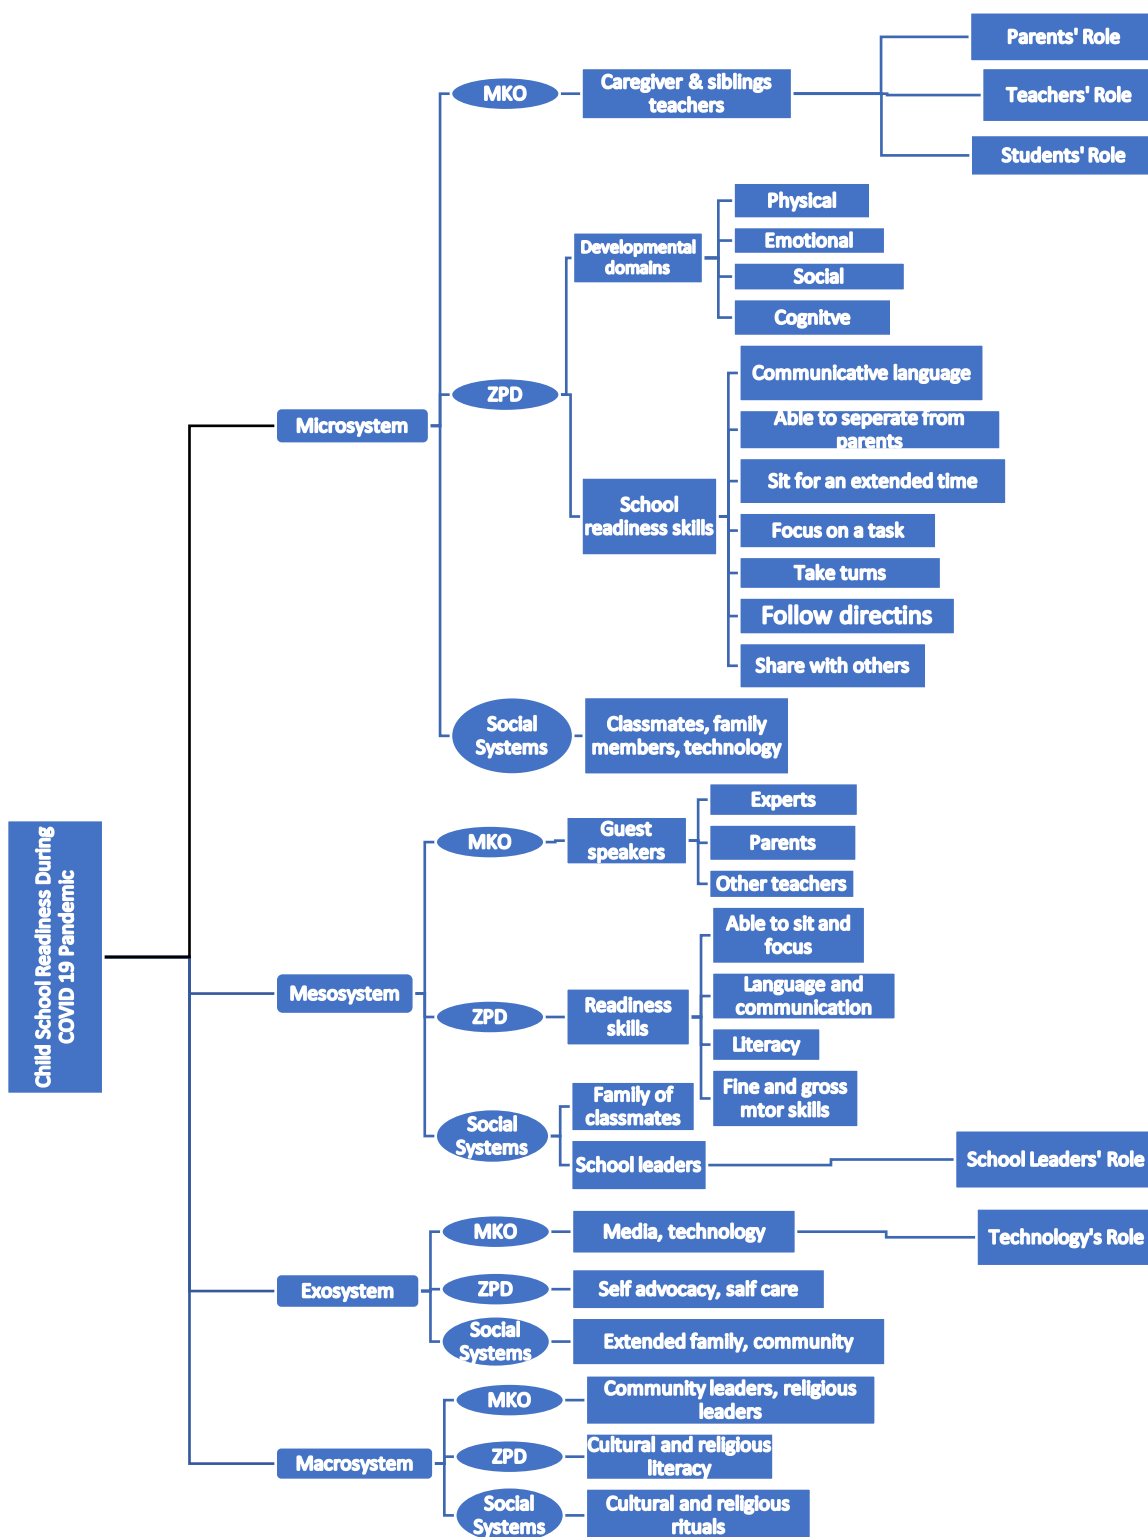 Parents' Role
MKO
Caregiver & siblings
teachers
Teachers' Role
Students' Role
Physical
Developmental
domains
Emotional
Social
Cognitve
ZPD
Communicative language
Microsystem
Able to seperate from
parents
Sit for an extended time
School
readiness skills
Focus on a task
Take turns
Follow directins
Share with others
Social
Systems
Classmates, family
members, technology
Child School Readiness During
COVID 19 Pandemic
Experts
MKO
Guest
speakers
Parents
Other teachers
Able to sit and
focus
Mesosystem
Language and
communication
ZPD
Readiness
skills
Literacy
Fine and gross
mtor skills
Family of
classmates
Social
Systems
School leaders
School Leaders' Role
MKO
Media, technology
Technology's Role
Exosystem
ZPD
Self advocacy, salf care
Social
Systems
Extended family, community
MKO
Community leaders, religious
leaders
Macrosystem
ZPD
Cultural and religious
literacy
Social
Systems
Cultural and religious
rituals